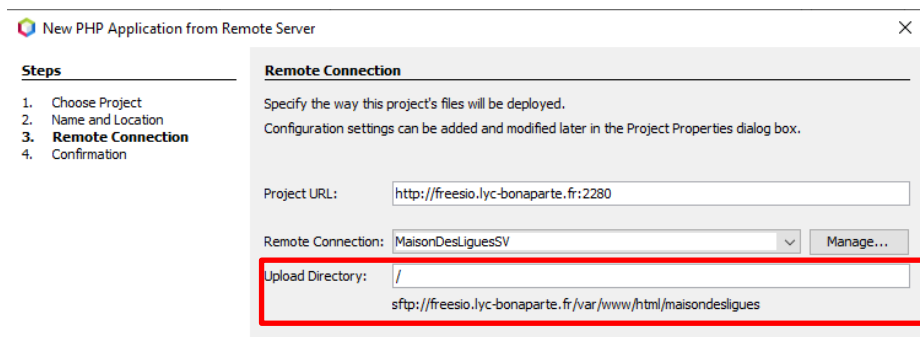 New PHP Application from Remote Server
Steps
1. Choose Project
2. Name and Location
3. Remote Connection
4. Confirmation
Remote Connection
Specify the way this project's files will be deployed.
Configuration settings can be added and modified later in the Project Properties dialog box.
Project URL: http://freesio.lyc-bonaparte.fr:2280
Remote Connection: MaisonDesLiguesSV Manage...
Upload Directory: /
sftp://freesio.lyc-bonaparte.fr/var/www/html/maisondesligues